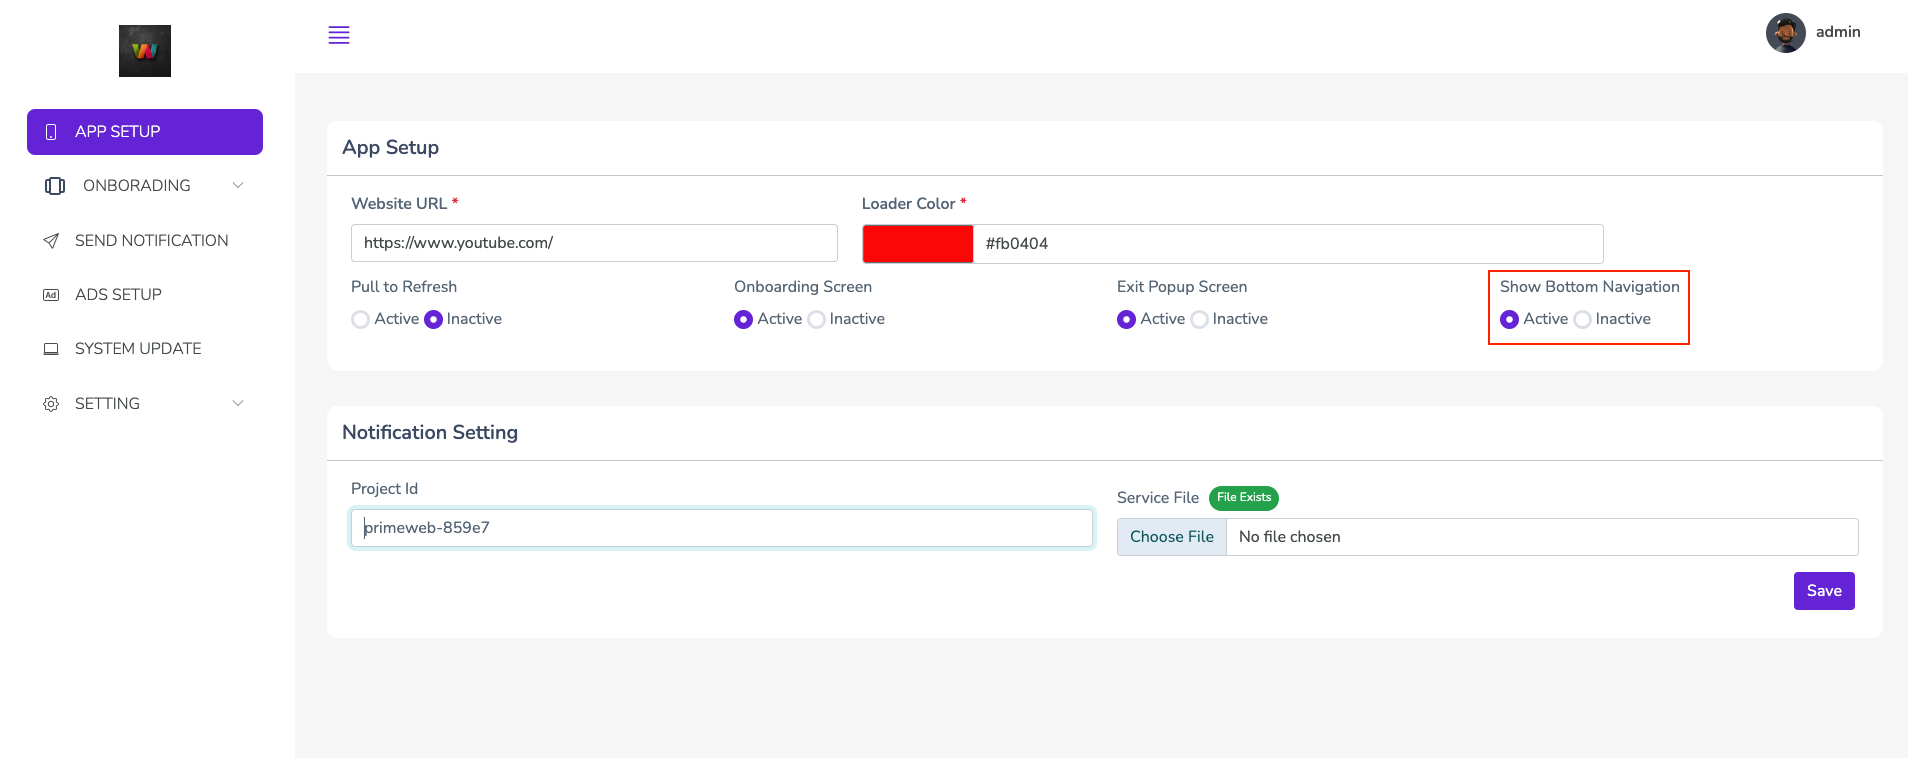 admin
APP SETUP
ONBORADING
SEND NOTIFICATION
Ad ADS SETUP
SYSTEM UPDATE
SETTING
App Setup
Website URL *
Loader Color *
https://www.youtube.com/
#fb0404
Pull to Refresh
Onboarding Screen
Exit Popup Screen
Show Bottom Navigation
Active Inactive
Active Inactive
Active Inactive
Active Inactive
Notification Setting
Project Id
Service File File Exists
primeweb-859e7
Choose File No file chosen
Save